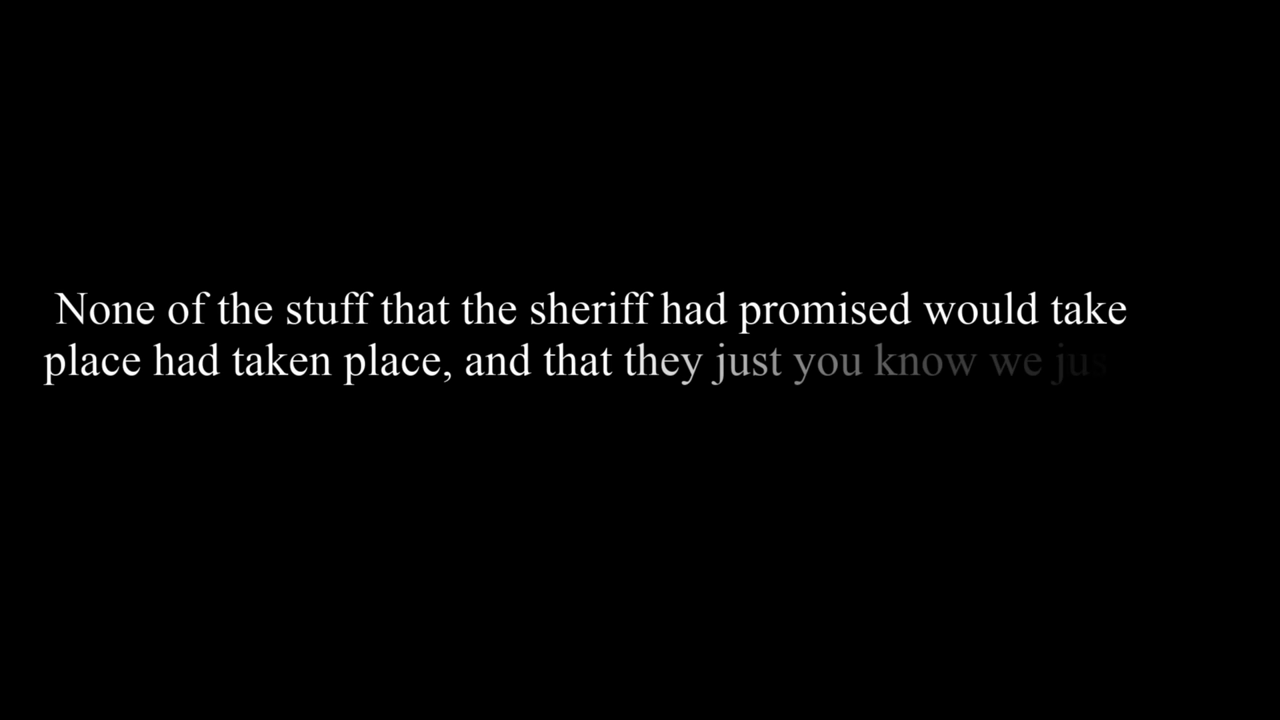 None of the stuff that the sheriff had promised would take
place had taken place, and that they just you know we jus